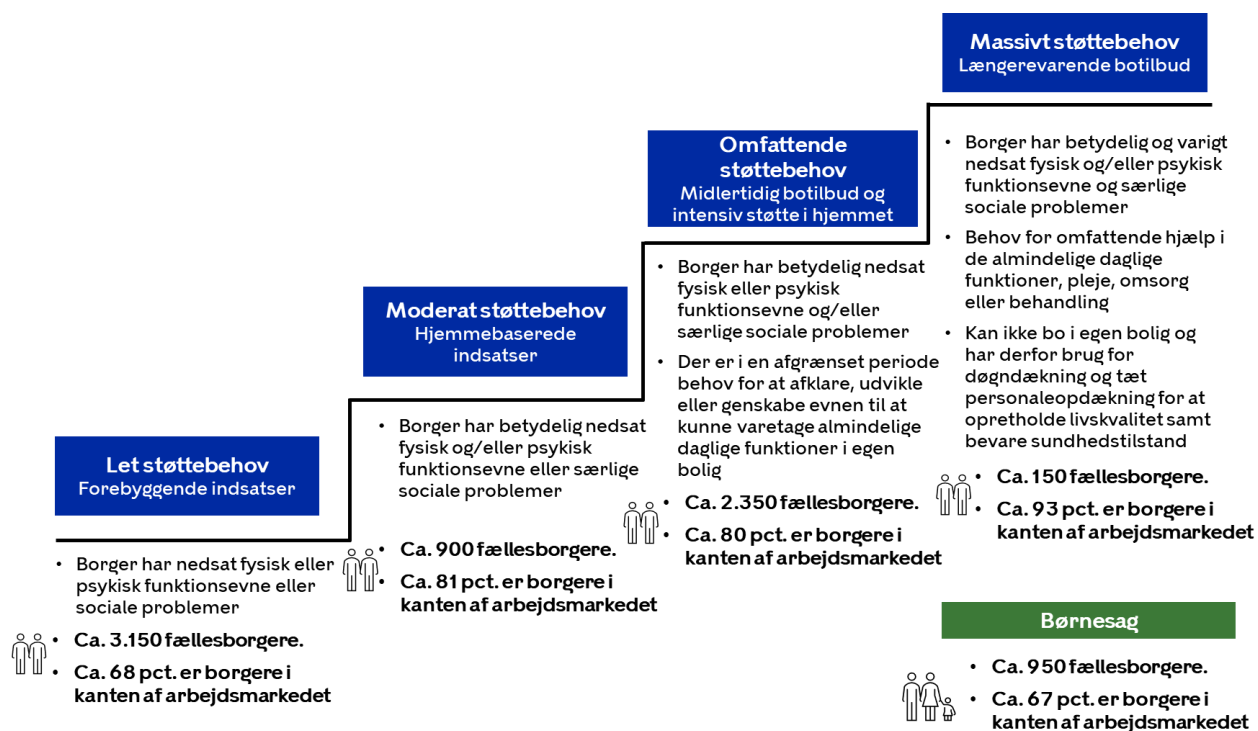 Let støttebehov
Forebyggende indsatser
• Borger har nedsat fysisk eller
psykisk funktionsevne eller
sociale problemer
• Ca. 3.150 fællesborgere.
• Ca. 68 pct. er borgere i
kanten af arbejdsmarkedet
Moderat støttebehov
Hjemmebaserede
indsatser
• Borger har betydelig nedsat
fysisk og/eller psykisk
funktionsevne eller særlige
sociale problemer
• Ca. 900 fællesborgere.
• Ca. 81 pct. er borgere i
kanten af arbejdsmarkedet
Omfattende
støttebehov
Midlertidig botilbud og
intensiv støtte i hjemmet
• Borger har betydelig nedsat
fysisk eller psykisk
funktionsevne og/eller
særlige sociale problemer
• Der er i en afgrænset periode
behov for at afklare, udvikle
eller genskabe evnen til at
kunne varetage almindelige
daglige funktioner i egen
bolig
• Ca. 2.350 fællesborgere.
• Ca. 80 pct. er borgere i
kanten af arbejdsmarkedet
Massivt støttebehov
Længerevarende botilbud
• Borger har betydelig og varigt
nedsat fysisk og/eller psykisk
funktionsevne og særlige
sociale problemer
• Behov for omfattende hjælp i
de almindelige daglige
funktioner, pleje, omsorg
eller behandling
• Kan ikke bo i egen bolig og
har derfor brug for
døgndækning og tæt
personaleopdækning for at
opretholde livskvalitet samt
bevare sundhedstilstand
• Ca. 150 fællesborgere.
• Ca. 93 pct. er borgere i
kanten af arbejdsmarkedet
Børnesag
• Ca. 950 fællesborgere.
• Ca. 67 pct. er borgere i
kanten af arbejdsmarkedet